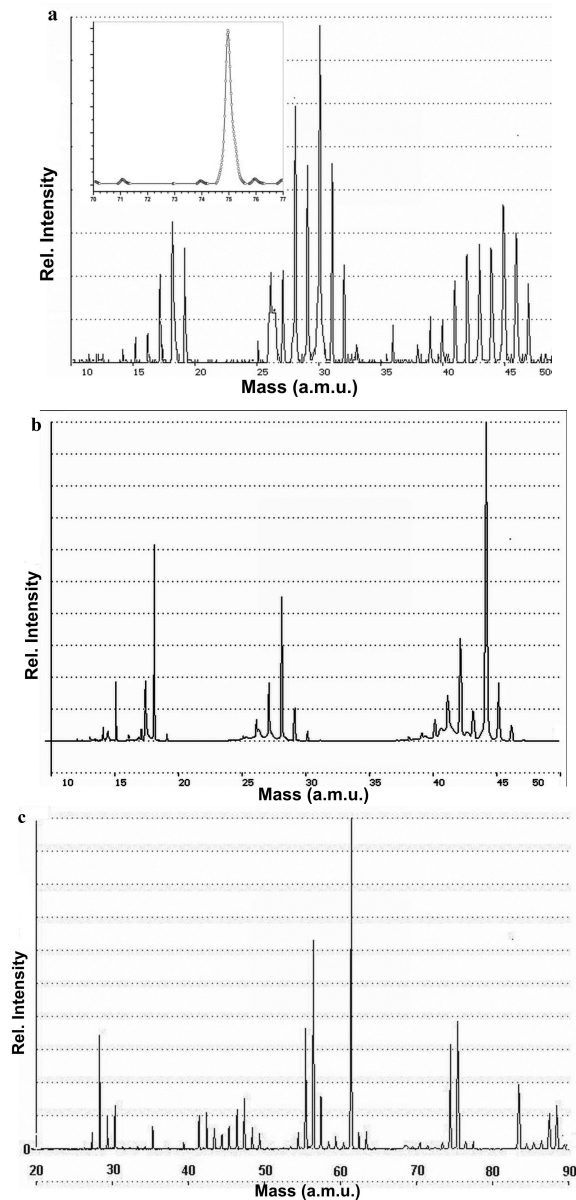 a
Rel. Intensity
70 71 72 73 74 75 76 77
10 15 20 25 30 35 40 45 50
Mass (a.m.u.)
b
Rel. Intensity
10 15 20 25 30 35 40 45 50
Mass (a.m.u.)
c
Rel. Intensity
0
20 30 40 50 60 70 80 90
Mass (a.m.u.)